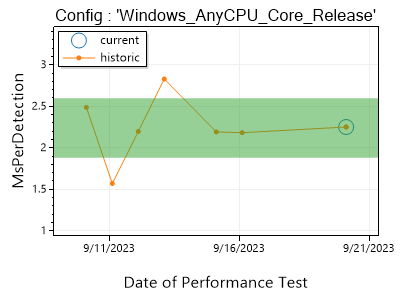 Config : 'Windows_AnyCPU_Core_Release'
current
historic
3
2.5
2
1.5
1
MsPerDetection
9/11/2023
9/16/2023
9/21/2023
Date of Performance Test